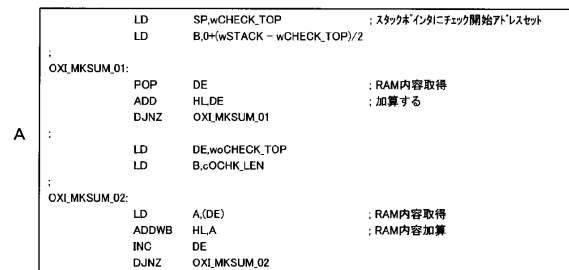 LD SP,wCHECK_TOP ; スタックポインタにチェック開始アドレスセット
LD B,0+(wSTACK - wCHECK_TOP)/2
;
OXI_MKSUM_01:
POP DE ; RAM内容取得
ADD HL,DE ; 加算する
DJNZ OXI_MKSUM_01
A
;
LD DE,woCHECK_TOP
LD B,cOCHK_LEN
;
OXI_MKSUM_02:
LD A,(DE) ; RAM内容取得
ADDWB HL,A ; RAM内容加算
INC DE
DJNZ OXI_MKSUM_02